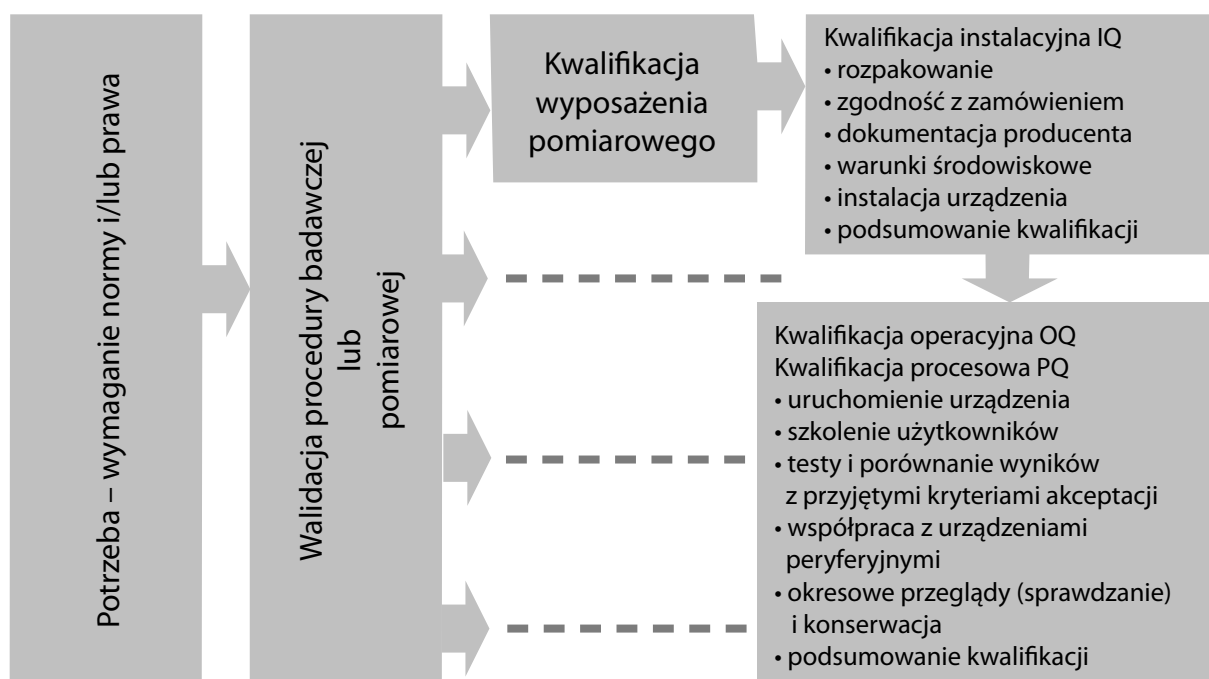 Potrzeba – wymaganie normy i/lub prawa
Walidacja procedury badawczej
lub
pomiarowej
Kwalifikacja
wyposażenia
pomiarowego
Kwalifikacja instalacyjna IQ
• rozpakowanie
• zgodność z zamówieniem
• dokumentacja producenta
• warunki środowiskowe
• instalacja urządzenia
• podsumowanie kwalifikacji
Kwalifikacja operacyjna OQ
Kwalifikacja procesowa PQ
• uruchomienie urządzenia
• szkolenie użytkowników
• testy i porównanie wyników
z przyjętymi kryteriami akceptacji
• współpraca z urządzeniami
peryferyjnymi
• okresowe przeglądy (sprawdzanie)
i konserwacja
• podsumowanie kwalifikacji